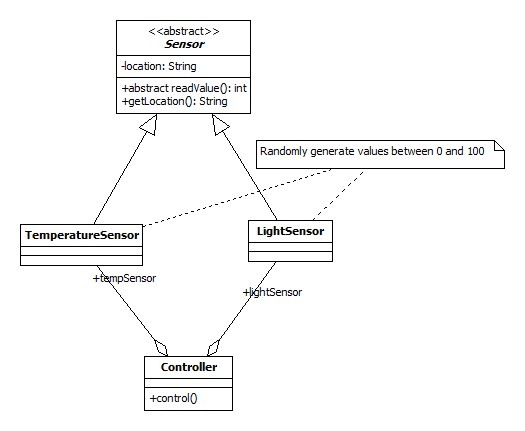 <<abstract>>
Sensor
-location: String
+abstract readValue(): int
+getLocation(): String
Randomly generate values between 0 and 100
TemperatureSensor
LightSensor
+tempSensor
+lightSensor
Controller
+control()